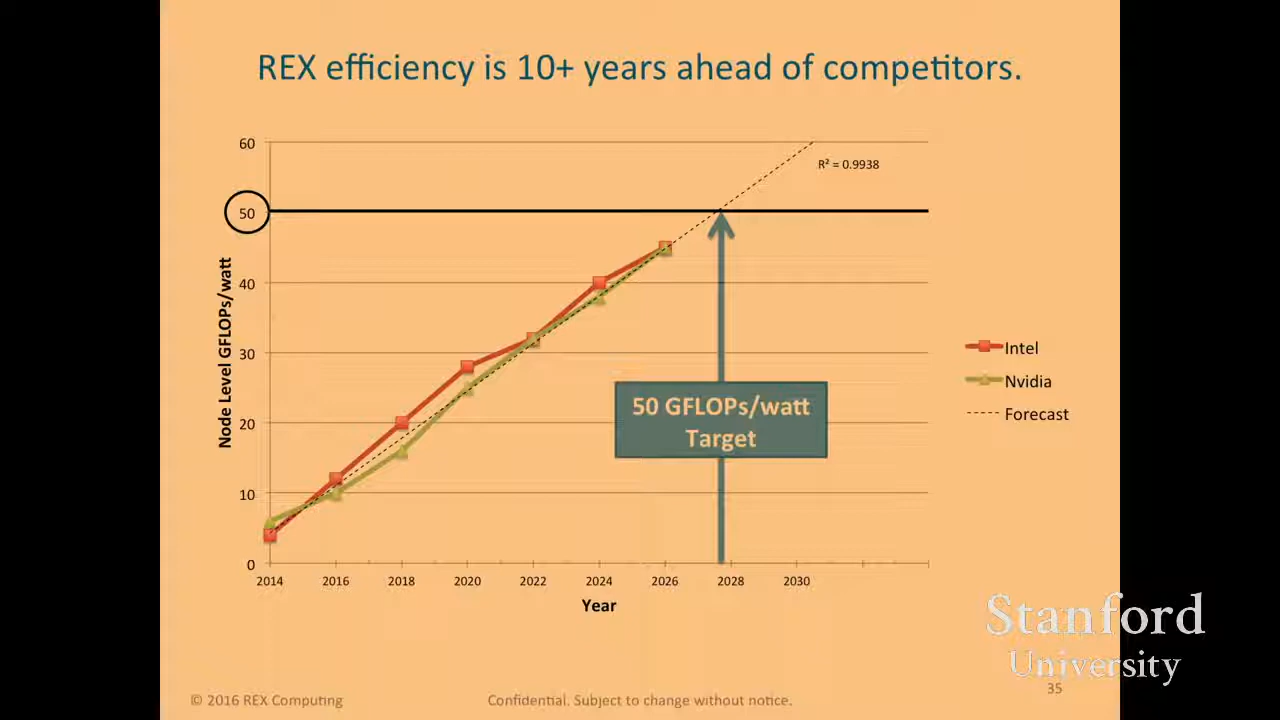 REX efficiency is 10+ years ahead of competitors.
60
R² = 0.9938
50
40
30
20
10
0
Node Level GFLOPs/watt
50 GFLOPs/watt
Target
Intel
Nvidia
Forecast
2014 2016 2018 2020 2022 2024 2026 2028 2030
Year
Stanford
University
© 2016 REX Computing
Confidential. Subject to change without notice.
35